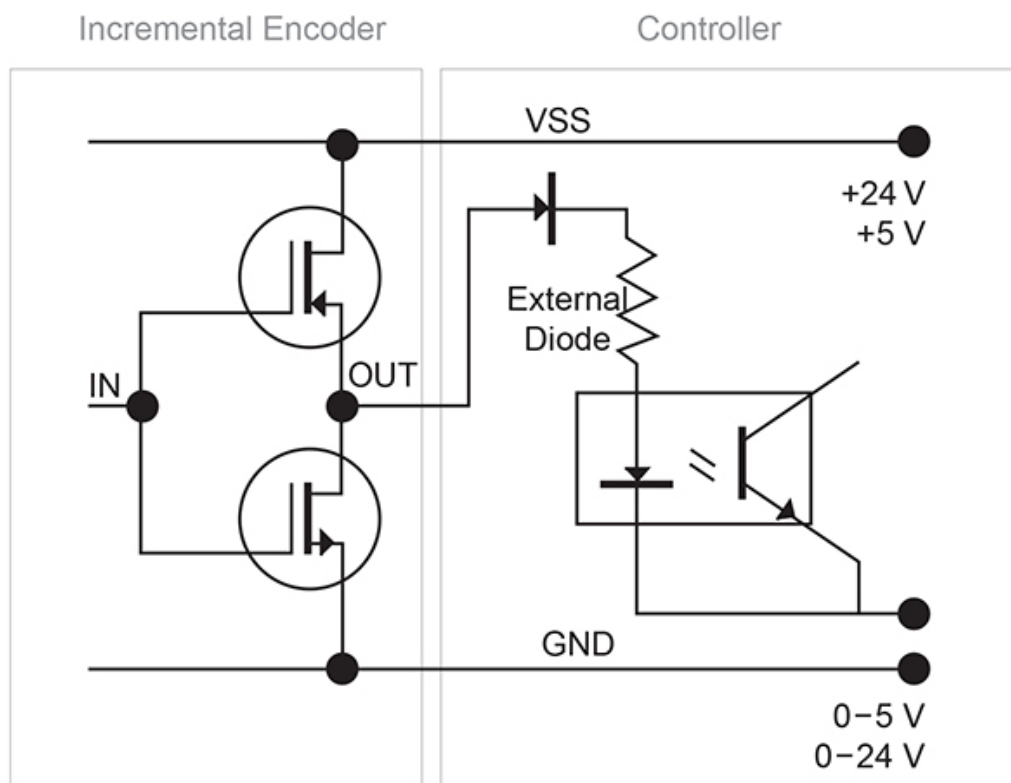 Incremental Encoder
Controller
VSS
+24 V
+5 V
External
Diode
OUT
IN
GND
0–5 V
0–24 V